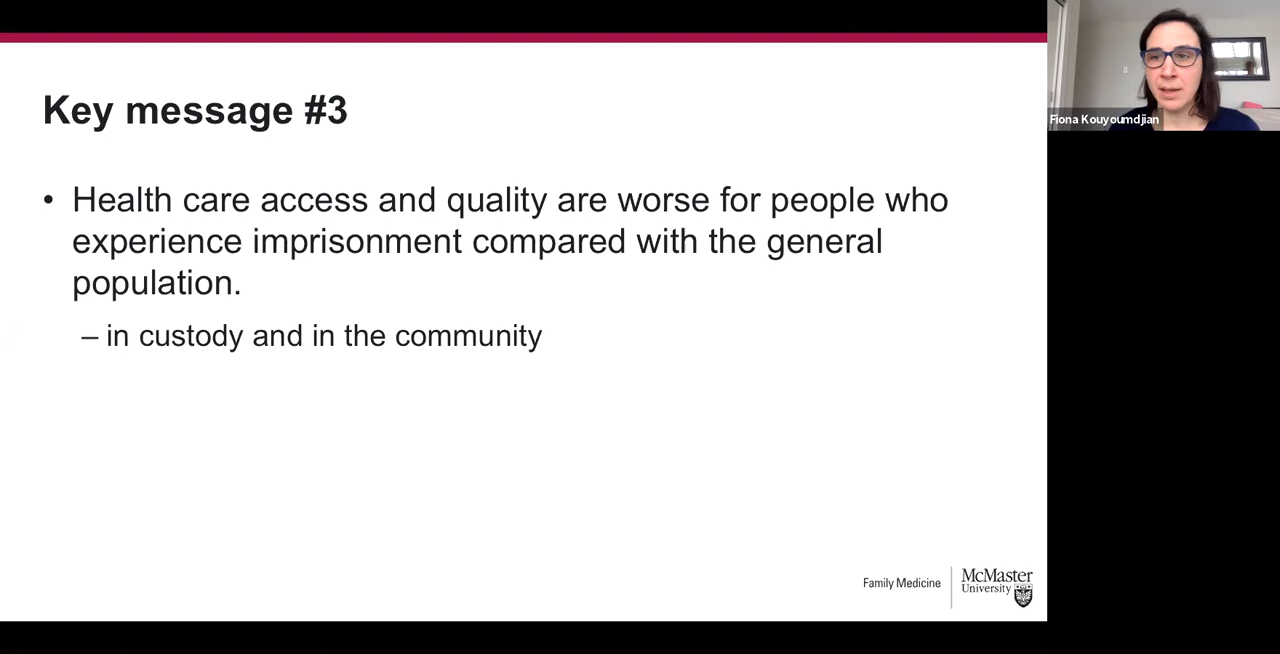 Key message #3
• Health care access and quality are worse for people who
experience imprisonment compared with the general
population.
– in custody and in the community
Family Medicine
McMaster
University
Fiona Kouyoumdjian